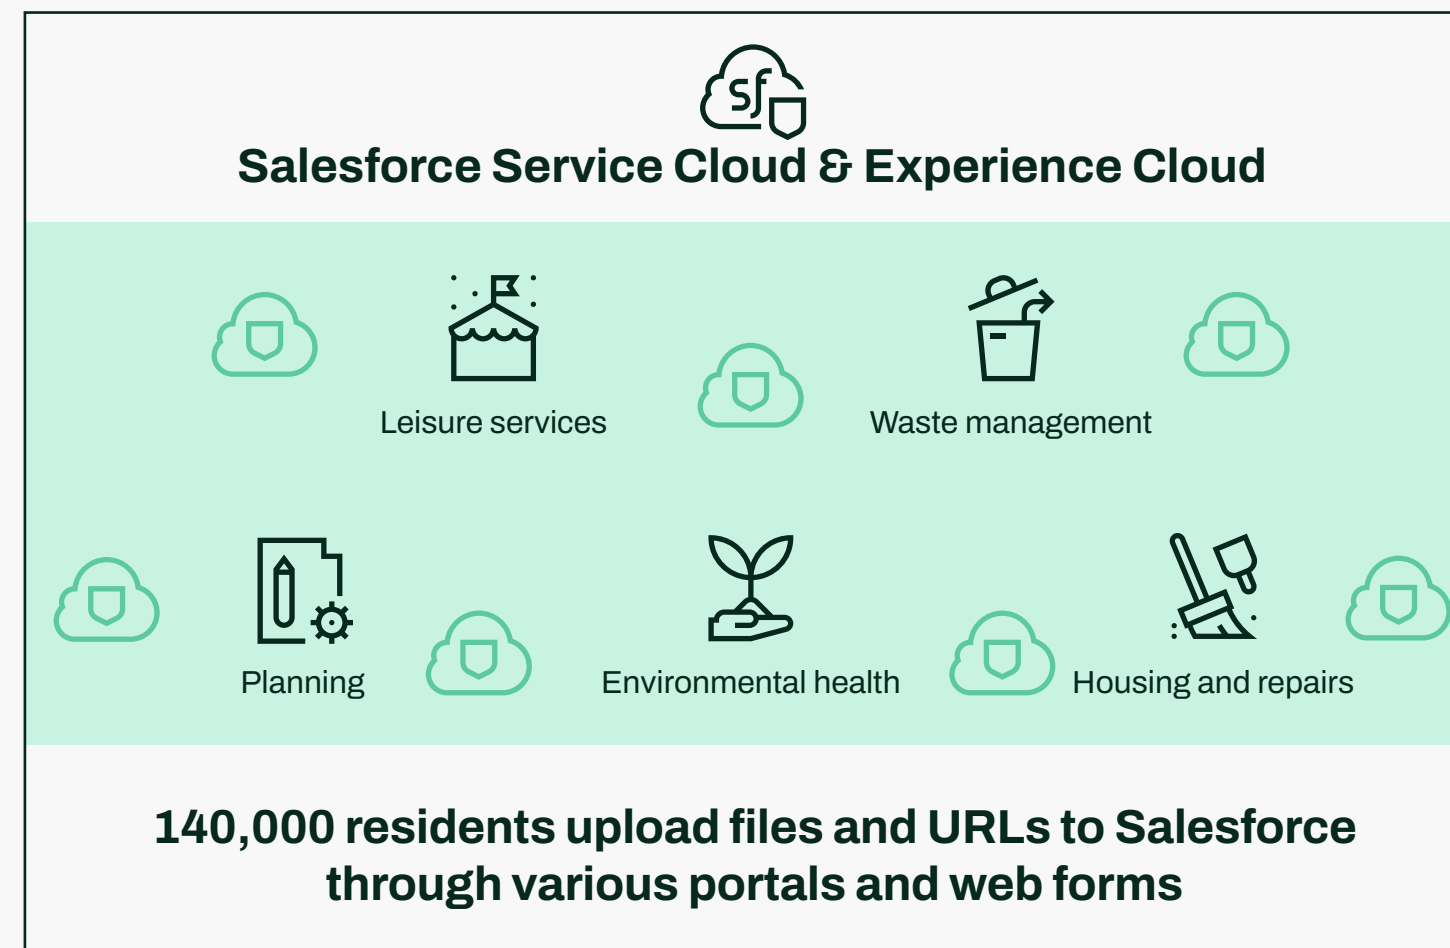 sf
Salesforce Service Cloud & Experience Cloud
Leisure services
Waste management
Planning
Environmental health
Housing and repairs
140,000 residents upload files and URLs to Salesforce
through various portals and web forms